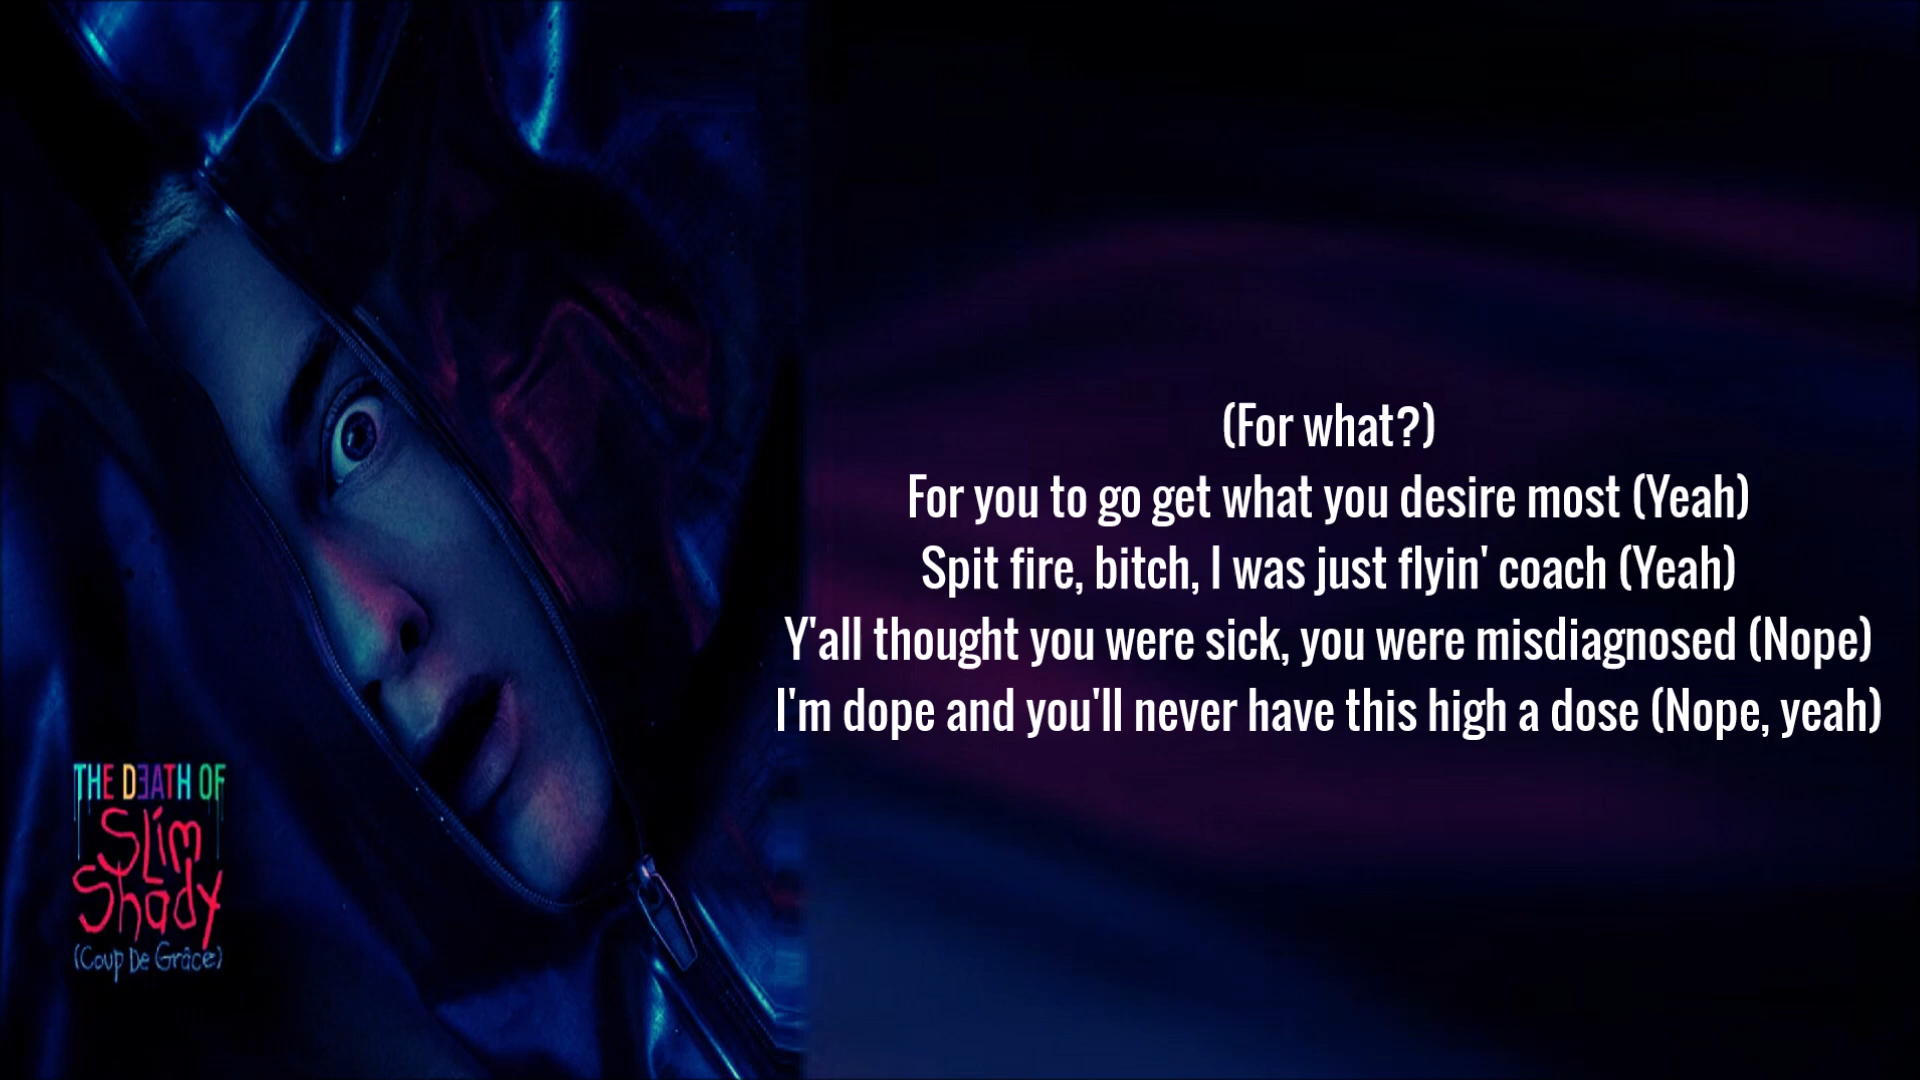 (For what?)
For you to go get what you desire most (Yeah)
Spit fire, bitch, I was just flyin' coach (Yeah)
Y'all thought you were sick, you were misdiagnosed (Nope)
I'm dope and you'll never have this high a dose (Nope, yeah)
THE DƎATH OF
Slim
Shady
(Coup De Grâce)